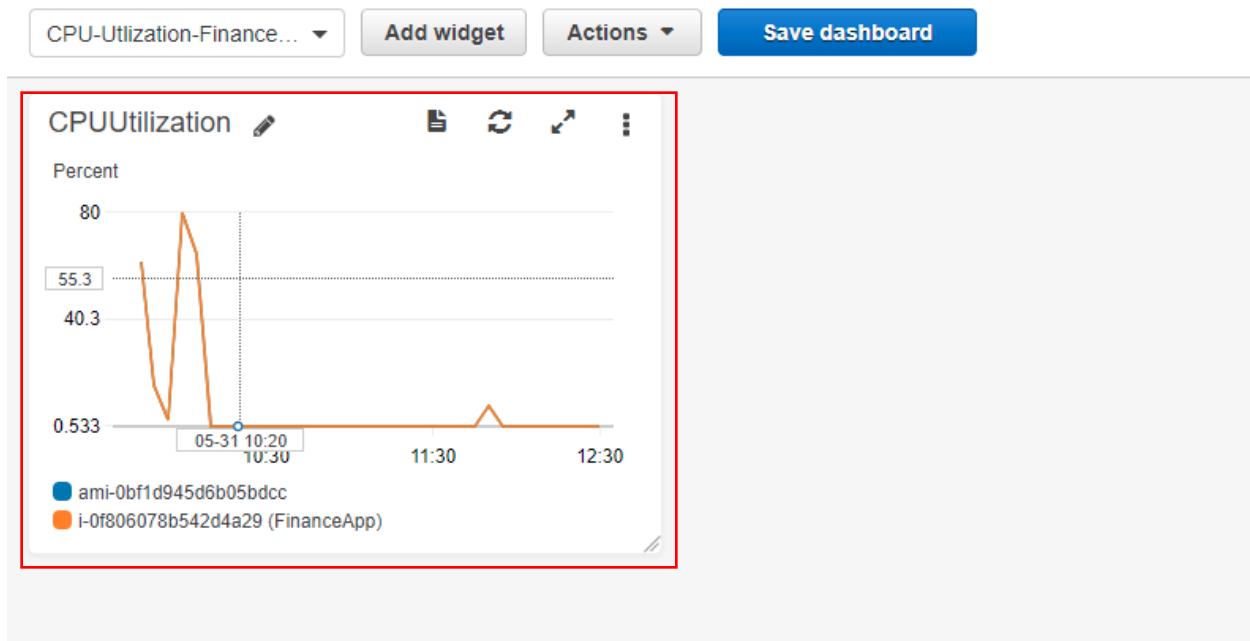 CPU-Utlization-Finance... Add widget Actions Save dashboard
CPUUtilization
Percent
80
55.3
40.3
0.533
05-31 10:20
10:30 11:30 12:30
ami-0bf1d945d6b05bdcc
i-0f806078b542d4a29 (FinanceApp)